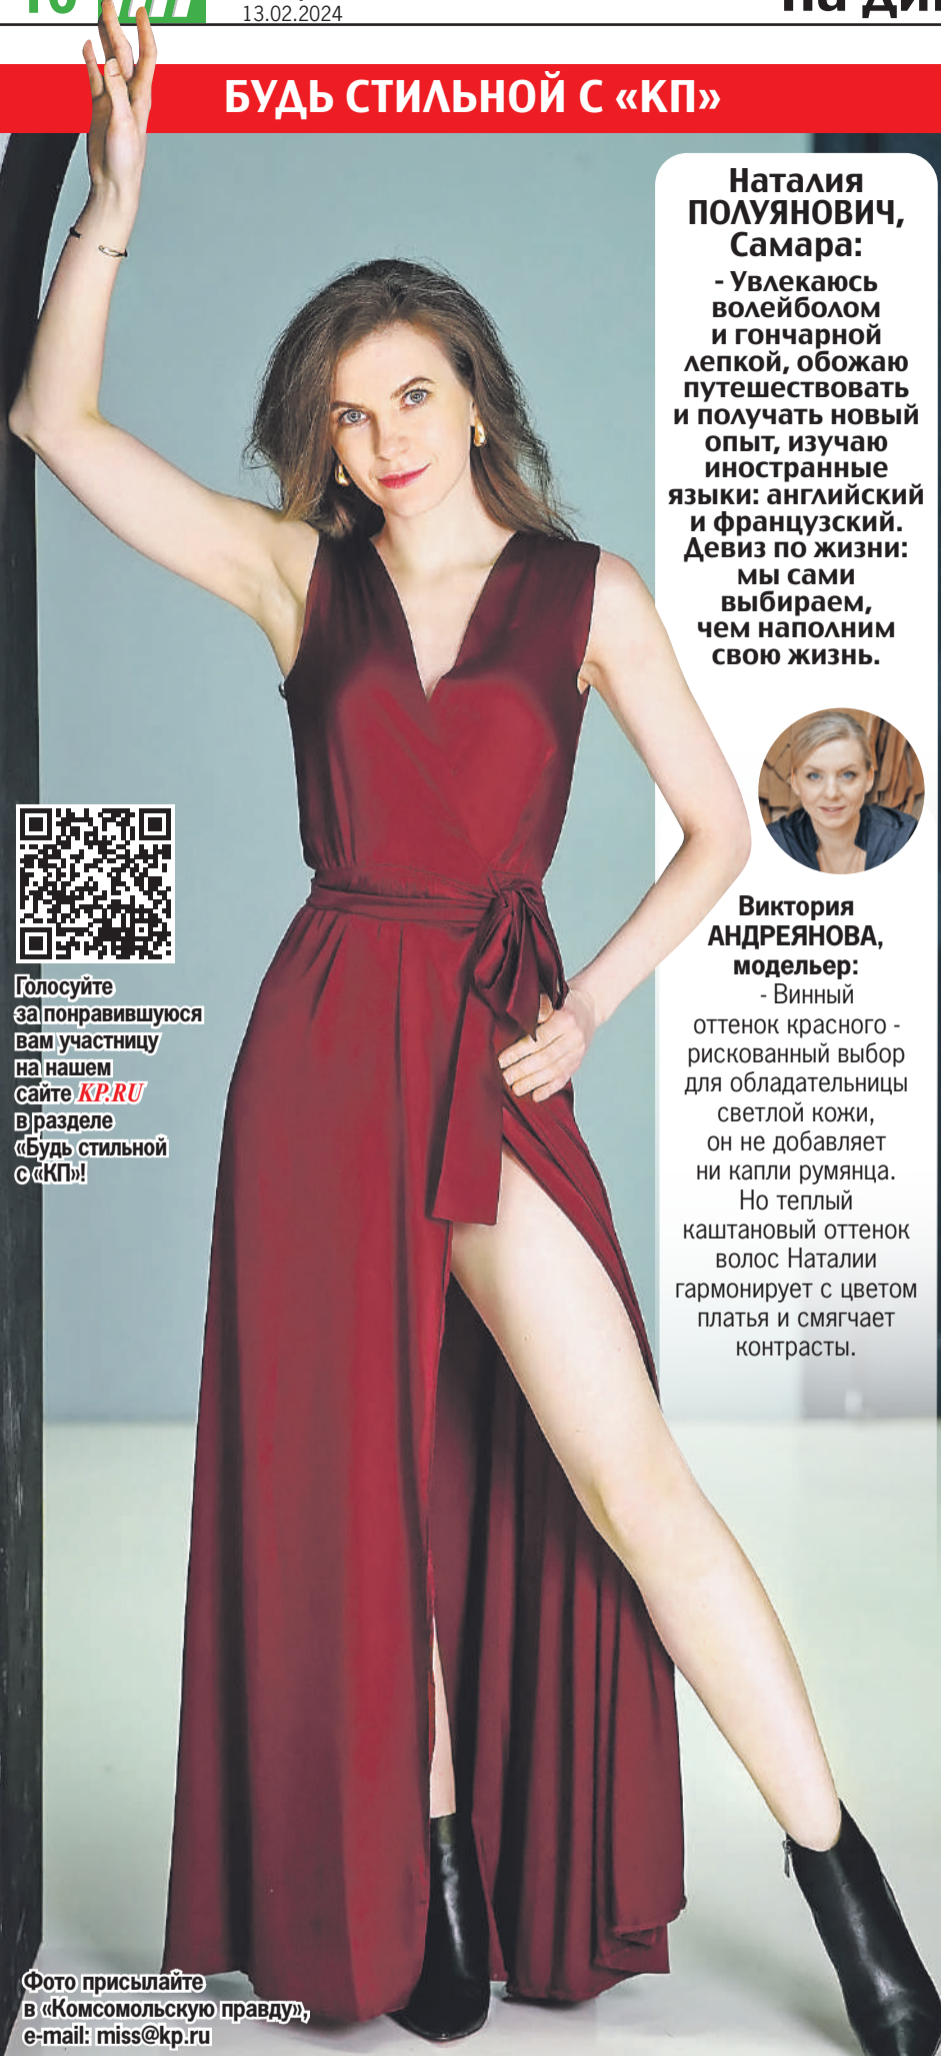 13.02.2024
БУДЬ СТИЛЬНОЙ С «КП»
Наталия
ПОЛУЯНОВИЧ,
Самара:
- Увлекаюсь
волейболом
и гончарной
лепкой, обожаю
путешествовать
и получать новый
опыт, изучаю
иностранные
языки: английский
и французский.
Девиз по жизни:
мы сами
выбираем,
чем наполним
свою жизнь.
Виктория
АНДРЕЯНОВА,
модельер:
- Винный
оттенок красного -
рискованный выбор
для обладательницы
светлой кожи,
он не добавляет
ни капли румянца.
Но теплый
каштановый оттенок
волос Наталии
гармонирует с цветом
платья и смягчает
контрасты.
Голосуйте
за понравившуюся
вам участницу
на нашем
сайте KP.RU
в разделе
«Будь стильной
с «КП»!
Фото присылайте
в «Комсомольскую правду»,
e-mail: miss@kp.ru